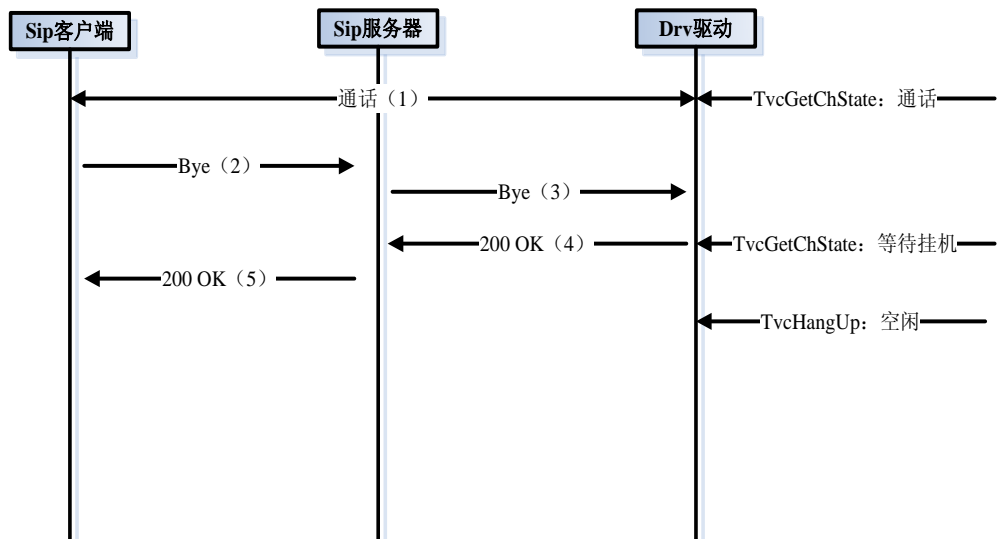 Sip客户端
Sip服务器
Drv驱动
通话（1）
TvcGetChState：通话
Bye（2）
Bye（3）
200 OK（4）
TvcGetChState：等待挂机
200 OK（5）
TvcHangUp：空闲